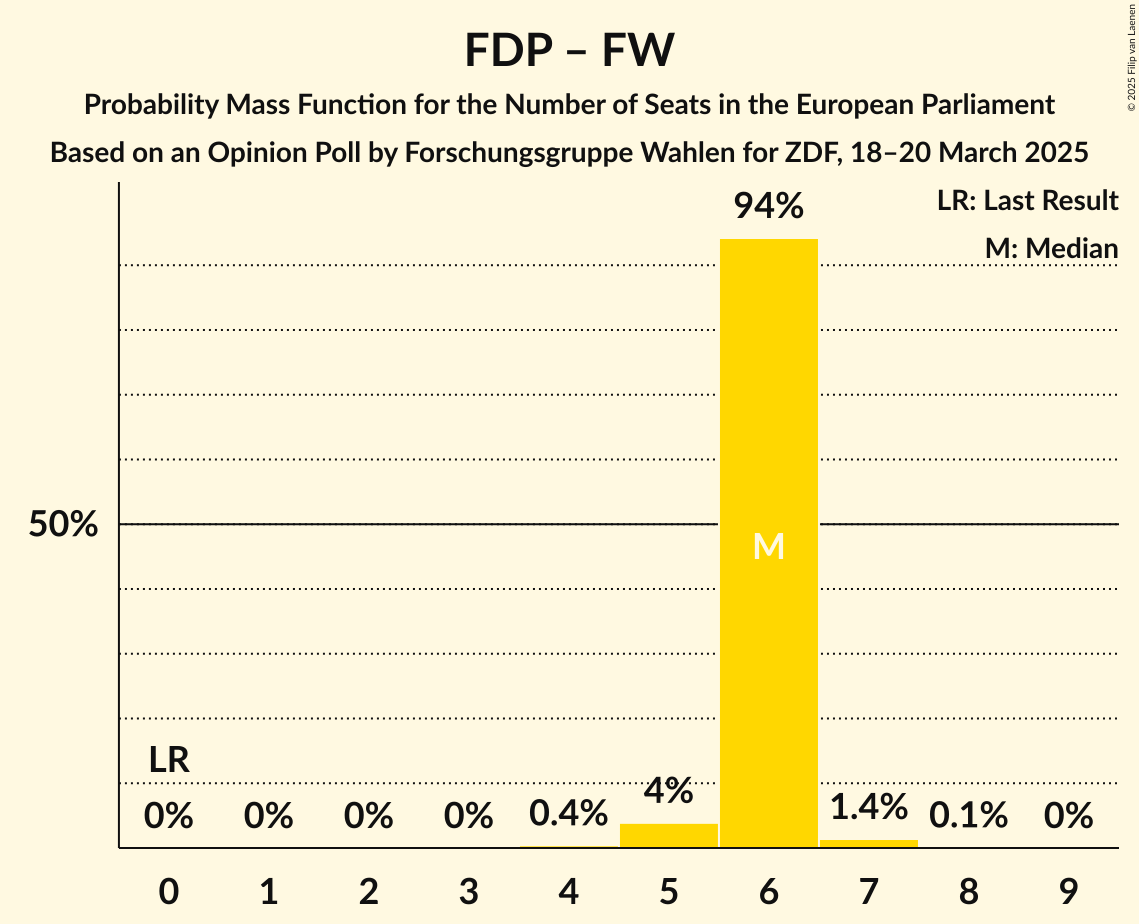 FDP – FW
Probability Mass Function for the Number of Seats in the European Parliament
Based on an Opinion Poll by Forschungsgruppe Wahlen for ZDF, 18–20 March 2025
© 2025 Filip van Laenen
LR: Last Result
M: Median
94%
50%
M
LR
0% 0% 0% 0% 0.4% 4% 1.4% 0.1% 0%
0 1 2 3 4 5 6 7 8 9